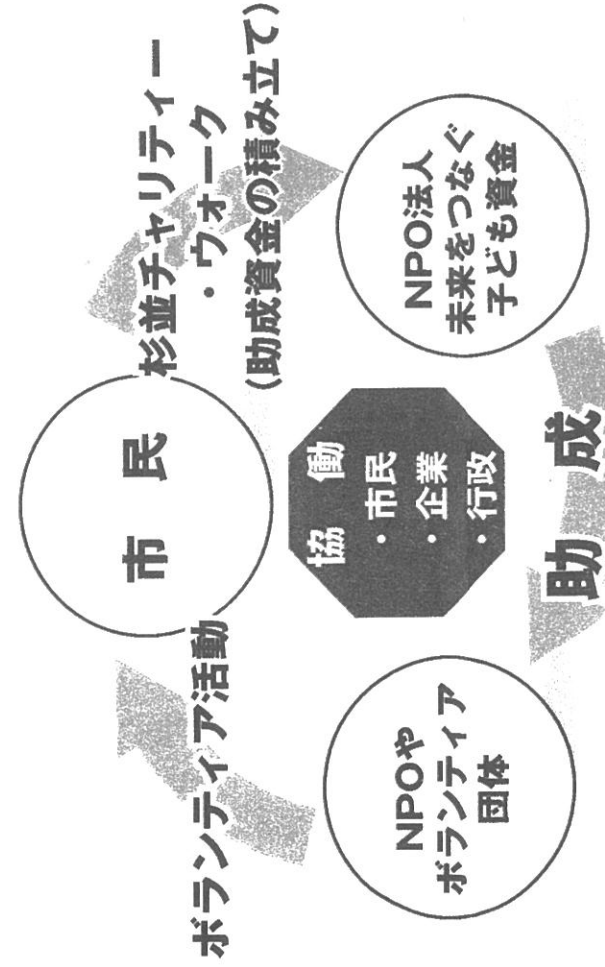 杉並チャリティー
・ウォーク
(助成資金の積み立て)
市　民
ボランティア活動
協　働
・市民
・企業
・行政
NPO法人
未来をつなぐ
子ども資金
NPOや
ボランティア
団体
助　成